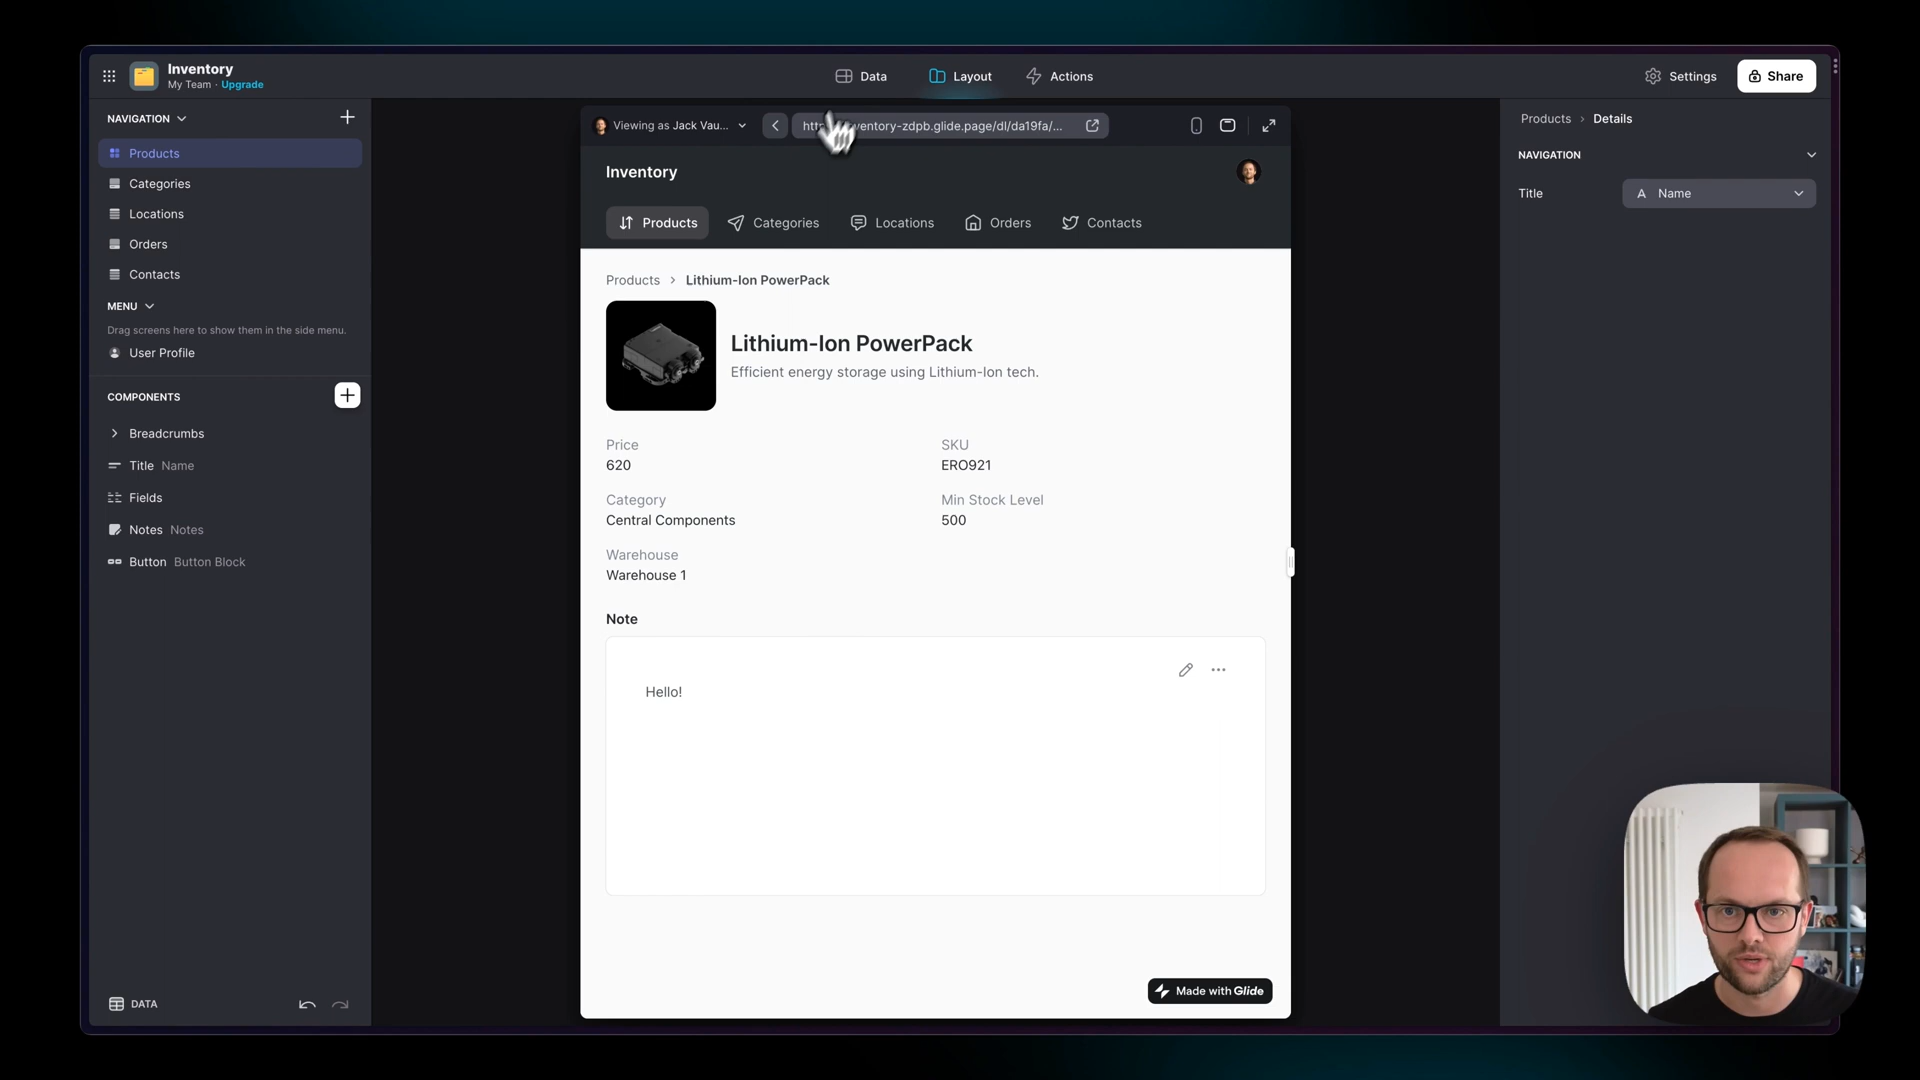 Inventory
My Team · Upgrade
Data
Layout
Actions
Settings
Share
NAVIGATION
Products
Categories
Locations
Orders
Contacts
MENU
Drag screens here to show them in the side menu.
User Profile
COMPONENTS
Breadcrumbs
Title Name
Fields
Notes Notes
Button Button Block
DATA
Viewing as Jack Vau...
ventory-zdpb.glide.page/dl/da19fa/...
Inventory
Products
Categories
Locations
Orders
Contacts
Products > Lithium-Ion PowerPack
Lithium-Ion PowerPack
Efficient energy storage using Lithium-Ion tech.
Price
620
SKU
ERO921
Category
Central Components
Min Stock Level
500
Warehouse
Warehouse 1
Note
Hello!
Made with Glide
Products > Details
NAVIGATION
Title
A Name